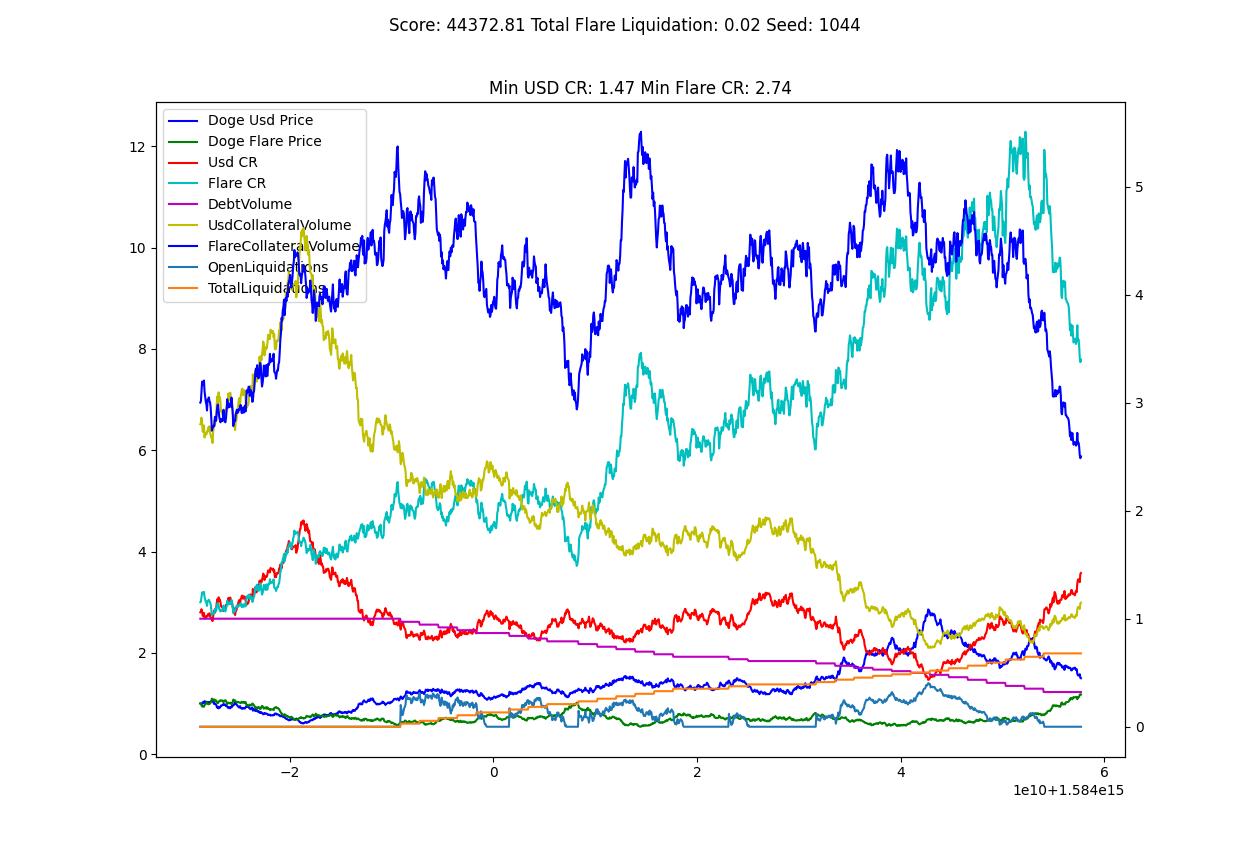 Score: 44372.81 Total Flare Liquidation: 0.02 Seed: 1044
Min USD CR: 1.47 Min Flare CR: 2.74
Doge Usd Price
Doge Flare Price
Usd CR
Flare CR
DebtVolume
UsdCollateralVolume
FlareCollateralVolume
OpenLiquidations
TotalLiquidations
12
10
8
6
4
2
0
5
4
3
2
1
0
−2
0
2
4
6
1e10+1.584e15